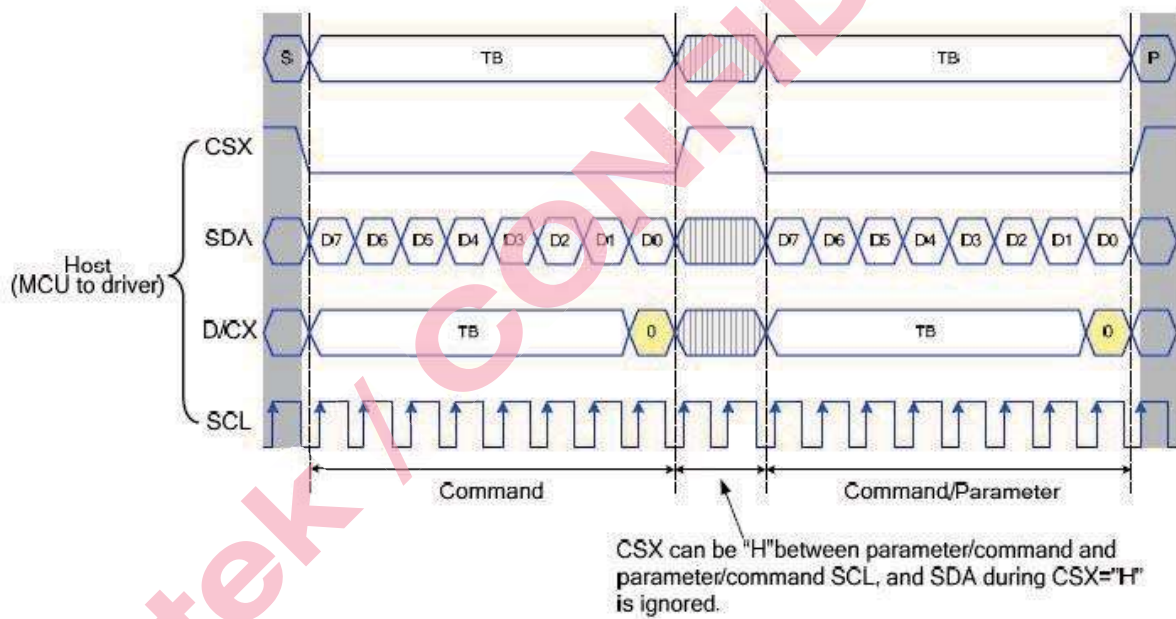 tek / CONFID
S TB TB P
CSX
SDA D7 D6 D5 D4 D3 D2 D1 D0 D7 D6 D5 D4 D3 D2 D1 D0
Host
(MCU to driver)
D/CX TB 0 TB 0
SCL
Command Command/Parameter
CSX can be “H”between parameter/command and
parameter/command SCL, and SDA during CSX=”H”
is ignored.